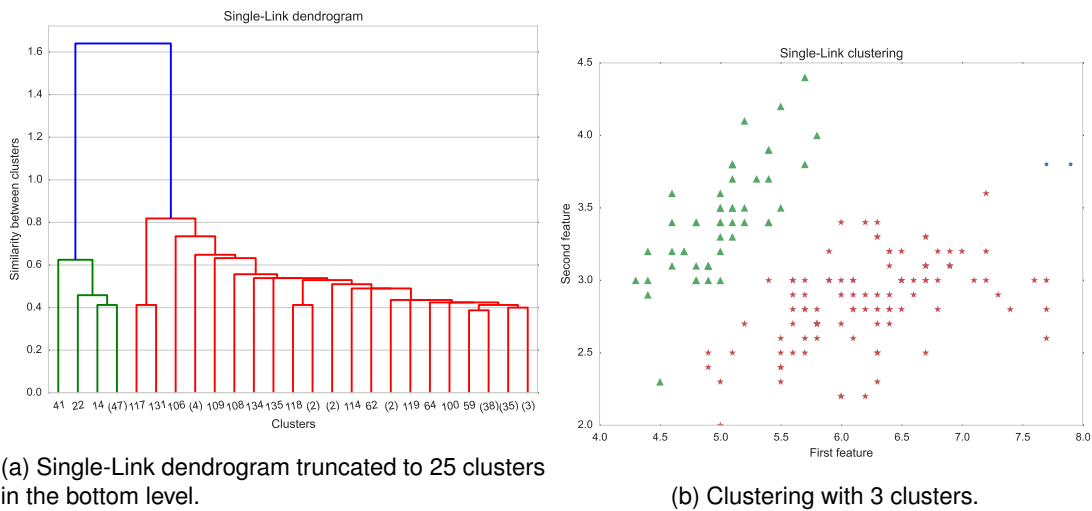 Single-Link dendrogram
Similarity between clusters
1.6
1.4
1.2
1.0
0.8
0.6
0.4
0.2
0.0
41 22 14 (47) 117 131 106 (4) 109 108 134 135 118 (2) (2) 114 62 (2) 119 64 100 59 (38) (35) (3)
Clusters
(a) Single-Link dendrogram truncated to 25 clusters
in the bottom level.
Single-Link clustering
Second feature
4.5
4.0
3.5
3.0
2.5
2.0
4.0 4.5 5.0 5.5 6.0 6.5 7.0 7.5 8.0
First feature
(b) Clustering with 3 clusters.